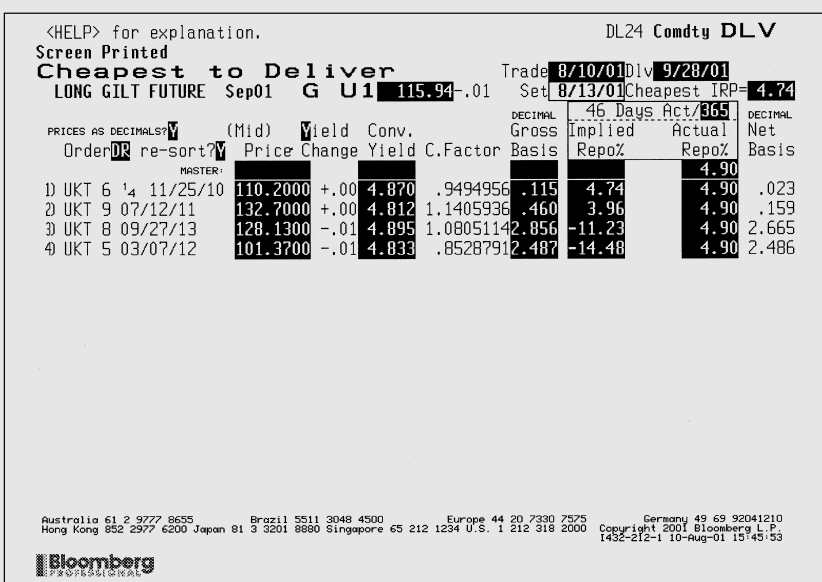 <HELP> for explanation. DL24 Comdty DLV
Screen Printed
Cheapest to Deliver Trade 8/10/01 Dlv 9/28/01
LONG GILT FUTURE Sep01 G U1 115.94 -.01 Set 8/13/01 Cheapest IRP= 4.74
DECIMAL 46 Days Act/365 DECIMAL
PRICES AS DECIMALS? Y (Mid) Yield Conv. Gross Implied Actual Net
Order DR re-sort? Y Price Change Yield C.Factor Basis Repo% Repo% Basis
MASTER: 4.90
1) UKT 6 ¼ 11/25/10 110.2000 +.00 4.870 .9494956 .115 4.74 4.90 .023
2) UKT 9 07/12/11 132.7000 +.00 4.812 1.1405936 .460 3.96 4.90 .159
3) UKT 8 09/27/13 128.1300 -.01 4.895 1.0805114 2.856 -11.23 4.90 2.665
4) UKT 5 03/07/12 101.3700 -.01 4.833 .8528791 2.487 -14.48 4.90 2.486
Australia 61 2 9777 8655 Brazil 5511 3048 4500 Europe 44 20 7330 7575 Germany 49 69 92041210
Hong Kong 852 2977 6200 Japan 81 3 3201 8880 Singapore 65 212 1234 U.S. 1 212 318 2000 Copyright 2001 Bloomberg L.P.
I432-212-1 10-Aug-01 15:45:53
Bloomberg
PROFESSIONAL